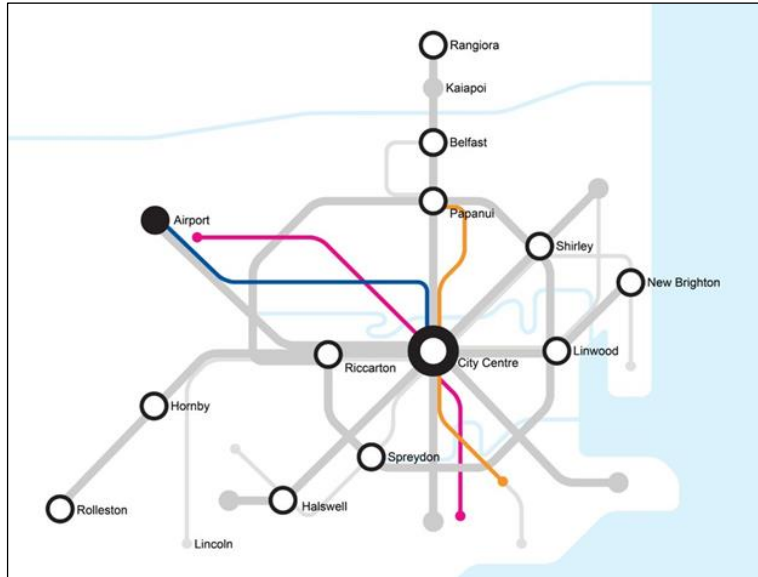 Rangiora
Kaiapoi
Belfast
Papanui
Airport
Shirley
New Brighton
Linwood
City Centre
Riccarton
Hornby
Spreydon
Halswell
Rolleston
Lincoln